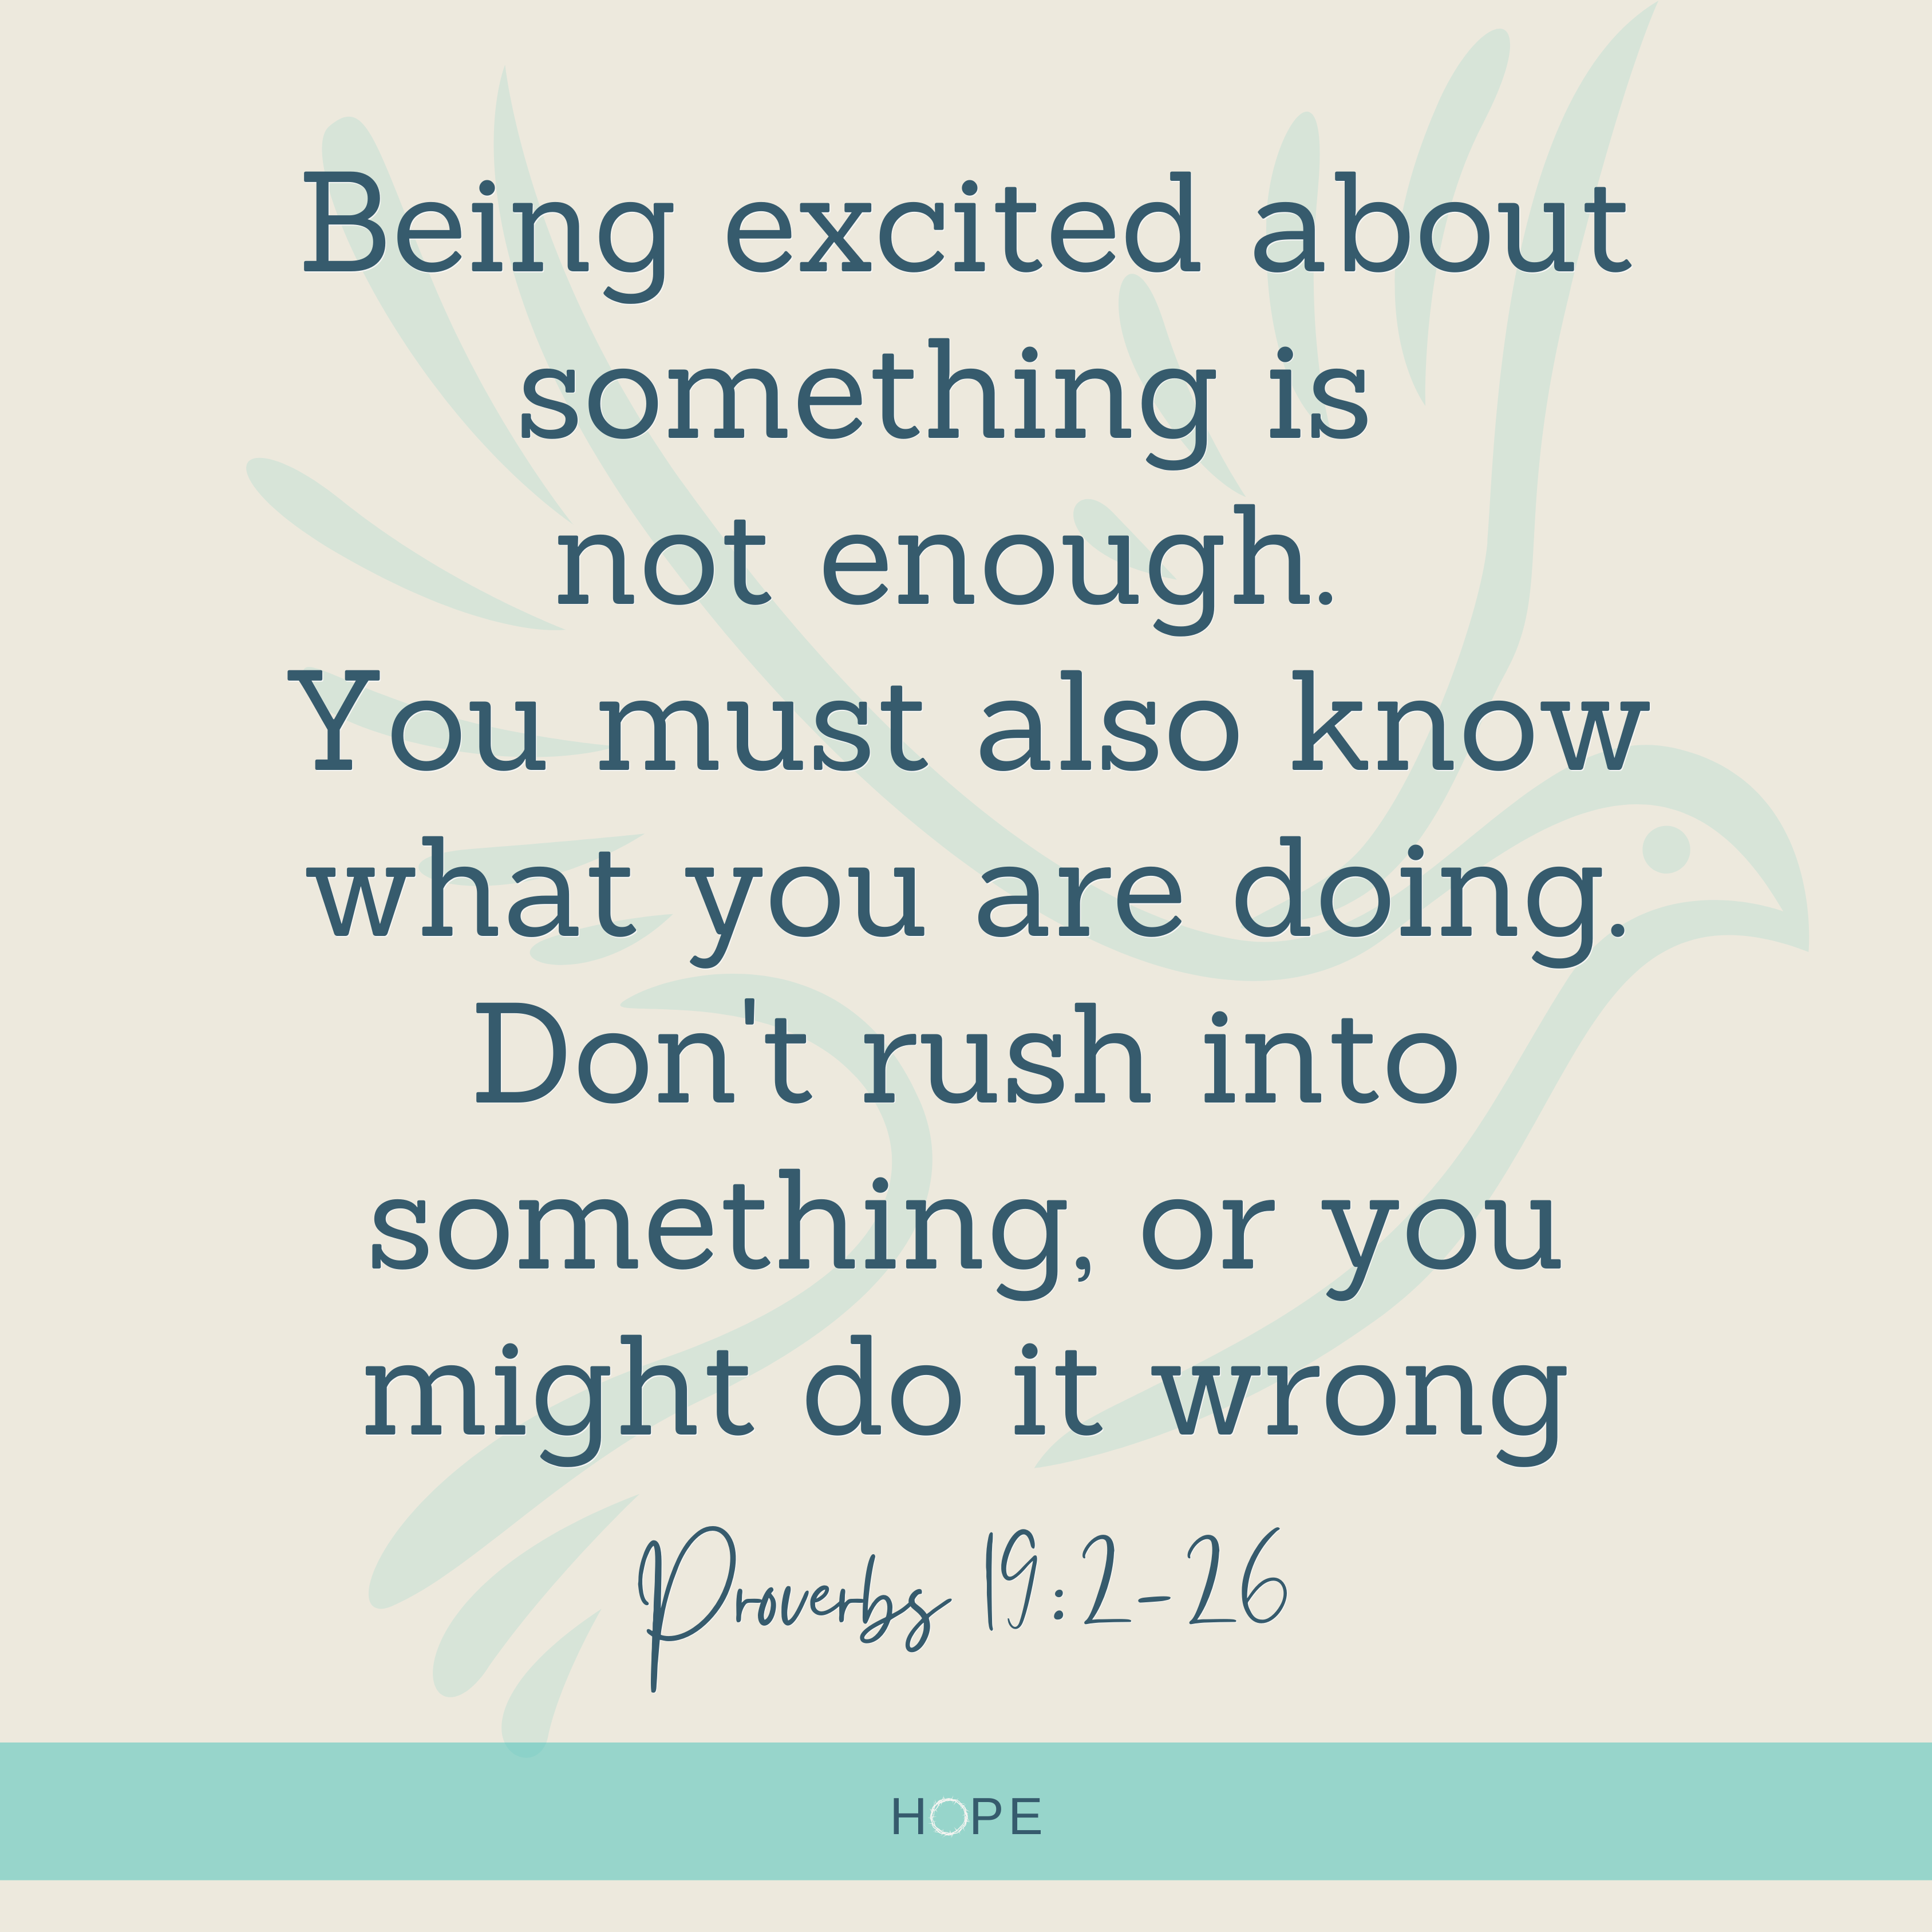 Being excited about
something is
not enough.
You must also know
what you are doing.
Don't rush into
something, or you
might do it wrong
Proverbs 19:2-26
HOPE